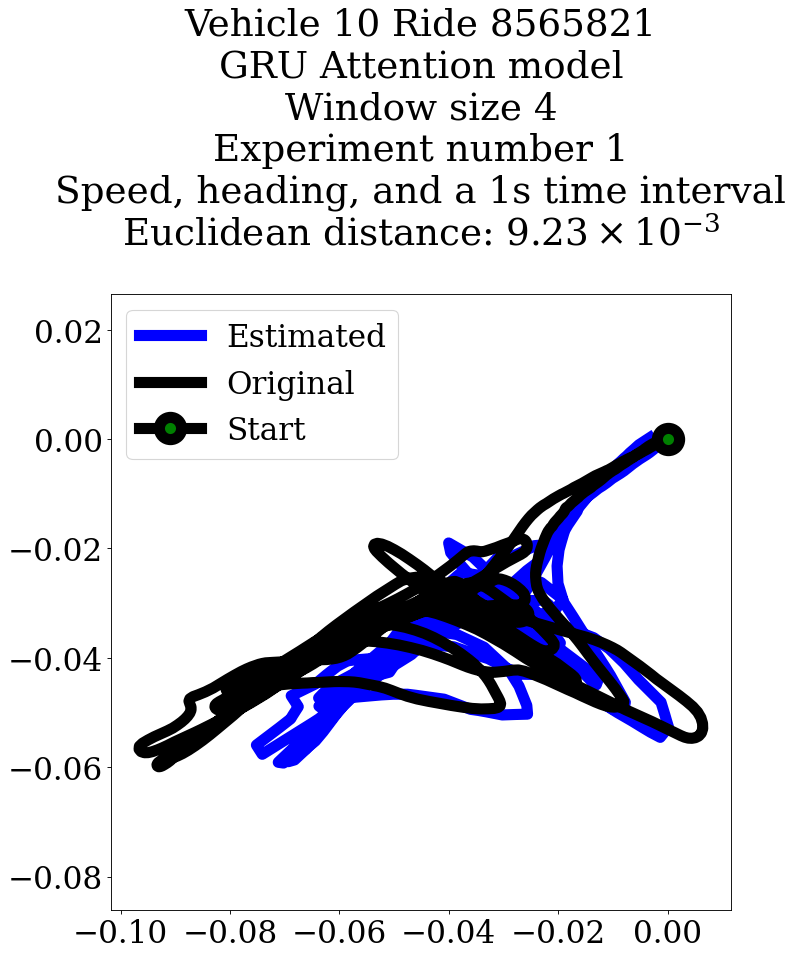 Vehicle 10 Ride 8565821
GRU Attention model
Window size 4
Experiment number 1
Speed, heading, and a 1s time interval
Euclidean distance: 9.23 × 10⁻³
Estimated
Original
Start
0.02
0.00
−0.02
−0.04
−0.06
−0.08
−0.10 −0.08 −0.06 −0.04 −0.02 0.00